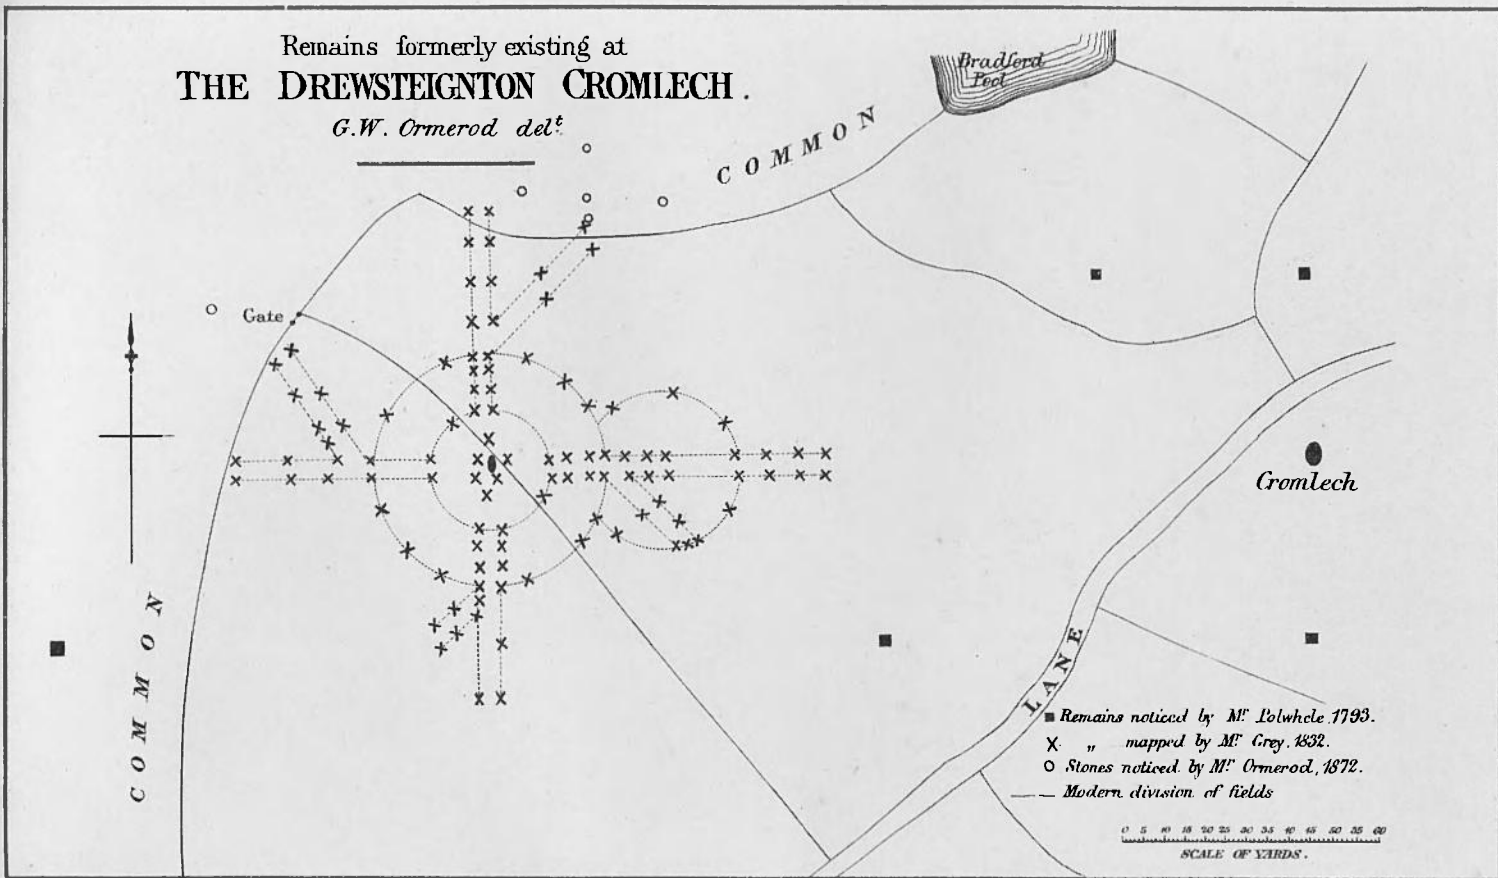 Remains formerly existing at
THE DREWSTEIGNTON CROMLECH.
G.W. Ormerod delt.
Bradford
Pool
COMMON
Gate
Cromlech
COMMON
LANE
Remains noticed by Mr. Polwhele, 1793.
X „ mapped by Mr. Grey, 1832.
O Stones noticed by Mr. Ormerod, 1872.
Modern division of fields
0 5 10 15 20 25 30 35 40 45 50 55 60
SCALE OF YARDS.